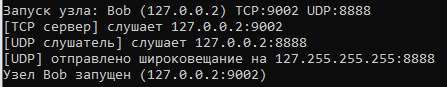 Запуск узла: Bob (127.0.0.2) TCP:9002 UDP:8888
[TCP сервер] слушает 127.0.0.2:9002
[UDP слушатель] слушает 127.0.0.2:8888
[UDP] отправлено широковещание на 127.255.255.255:8888
Узел Bob запущен (127.0.0.2:9002)